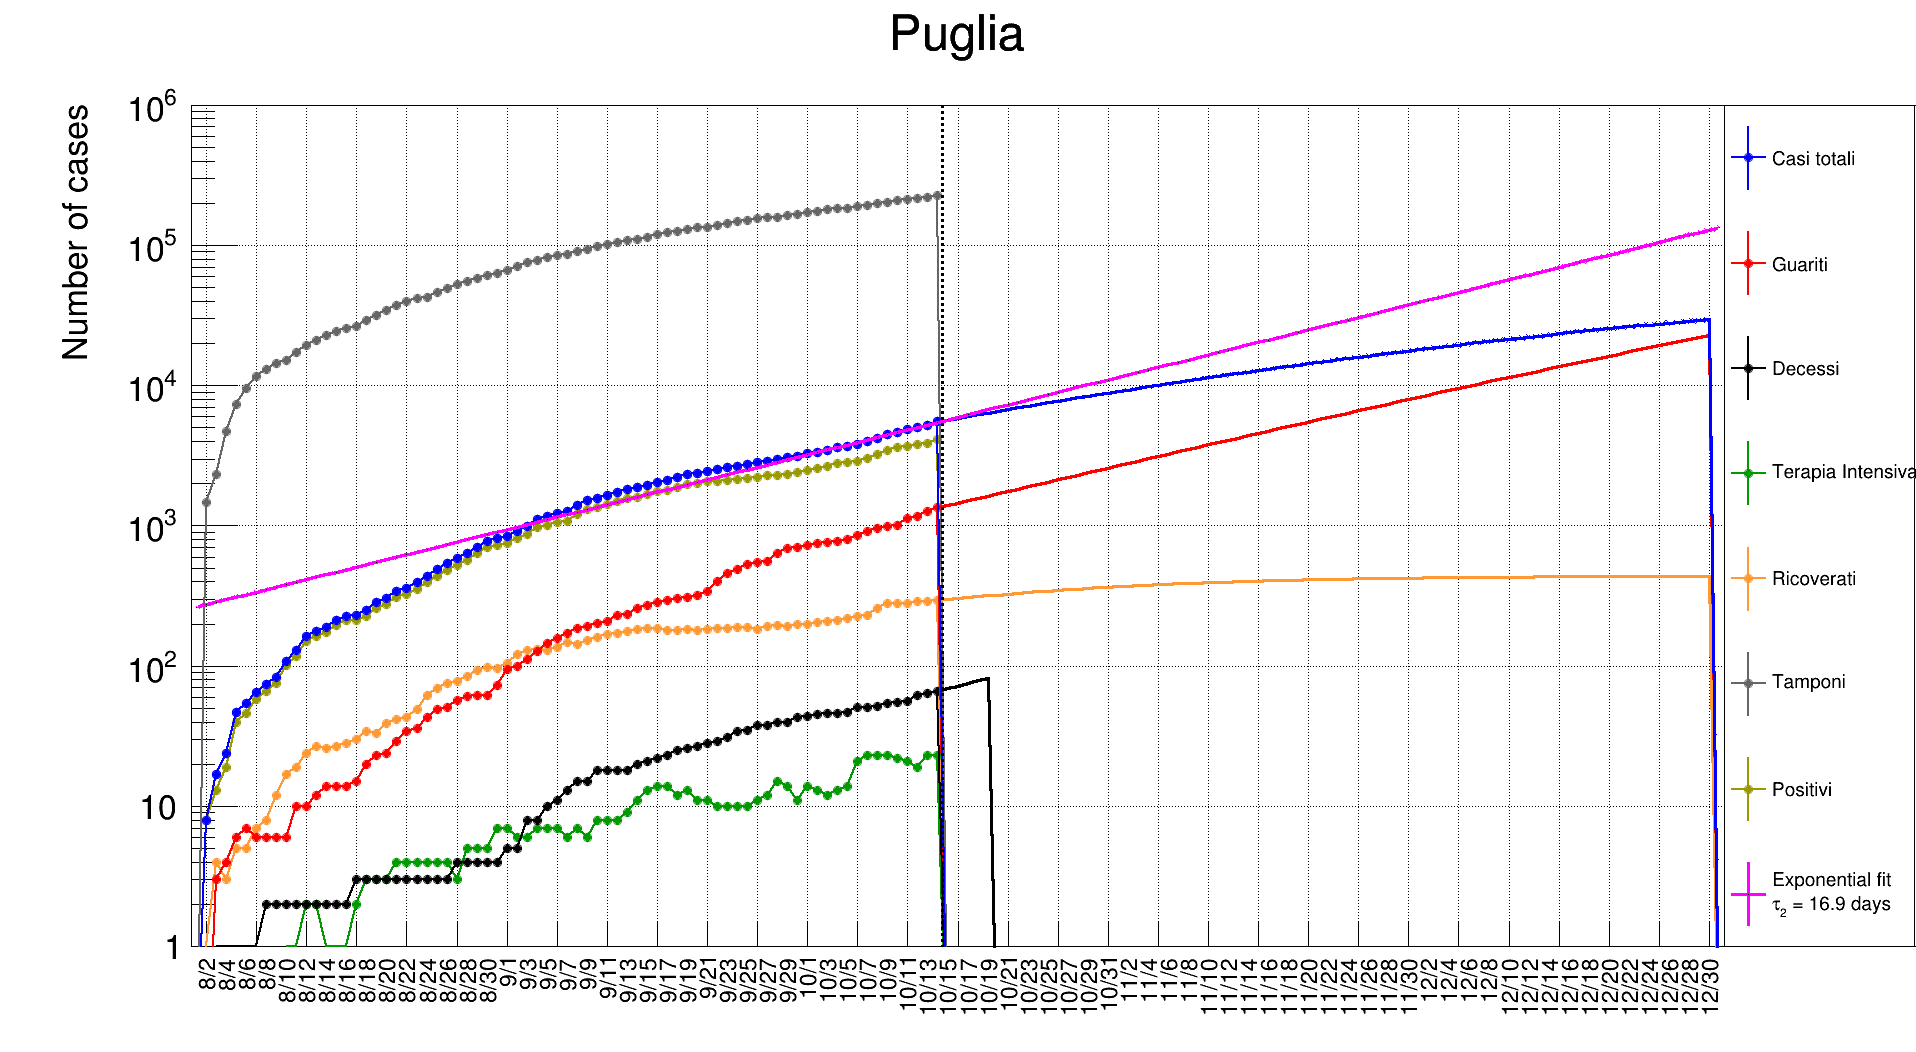 Puglia
Number of cases
10^6
10^5
10^4
10^3
10^2
10
1
8/2 8/4 8/6 8/8 8/10 8/12 8/14 8/16 8/18 8/20 8/22 8/24 8/26 8/28 8/30 9/1 9/3 9/5 9/7 9/9 9/11 9/13 9/15 9/17 9/19 9/21 9/23 9/25 9/27 9/29 10/1 10/3 10/5 10/7 10/9 10/11 10/13 10/15 10/17 10/19 10/21 10/23 10/25 10/27 10/29 10/31 11/2 11/4 11/6 11/8 11/10 11/12 11/14 11/16 11/18 11/20 11/22 11/24 11/26 11/28 11/30 12/2 12/4 12/6 12/8 12/10 12/12 12/14 12/16 12/18 12/20 12/22 12/24 12/26 12/28 12/30
Casi totali
Guariti
Decessi
Terapia Intensiva
Ricoverati
Tamponi
Positivi
Exponential fit
τ₂ = 16.9 days